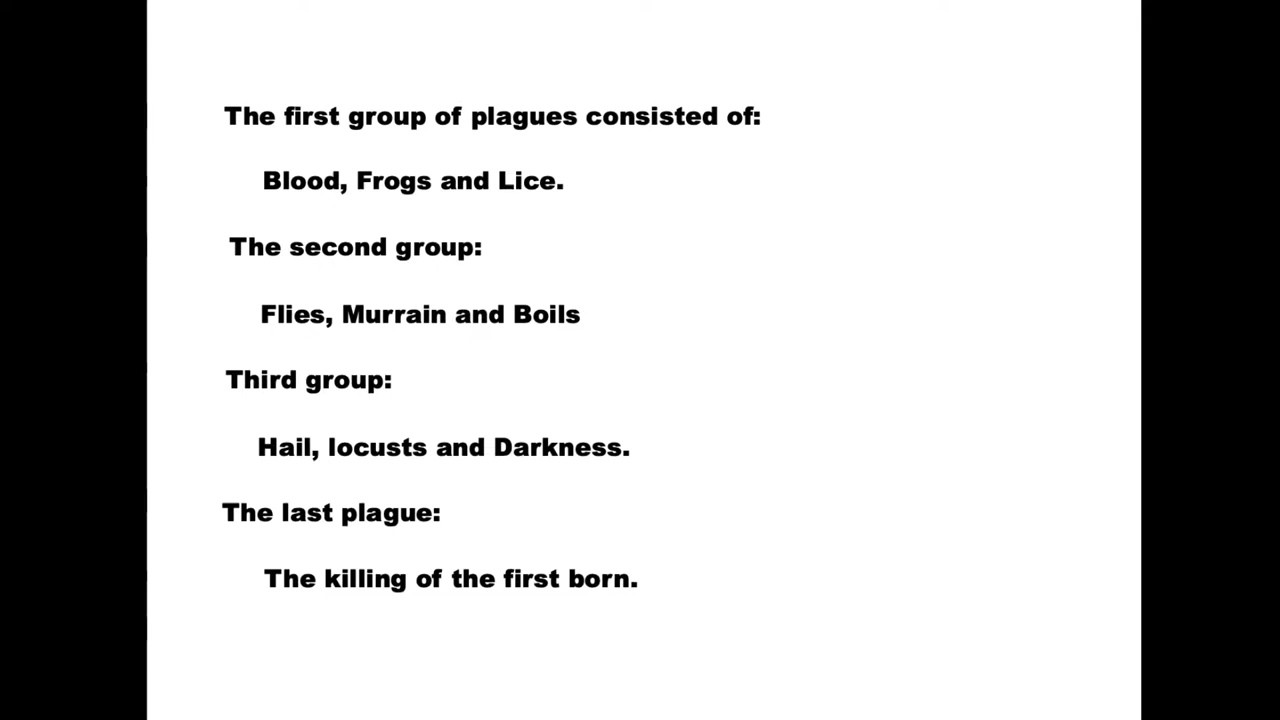 The first group of plagues consisted of:
Blood, Frogs and Lice.
The second group:
Flies, Murrain and Boils
Third group:
Hail, locusts and Darkness.
The last plague:
The killing of the first born.